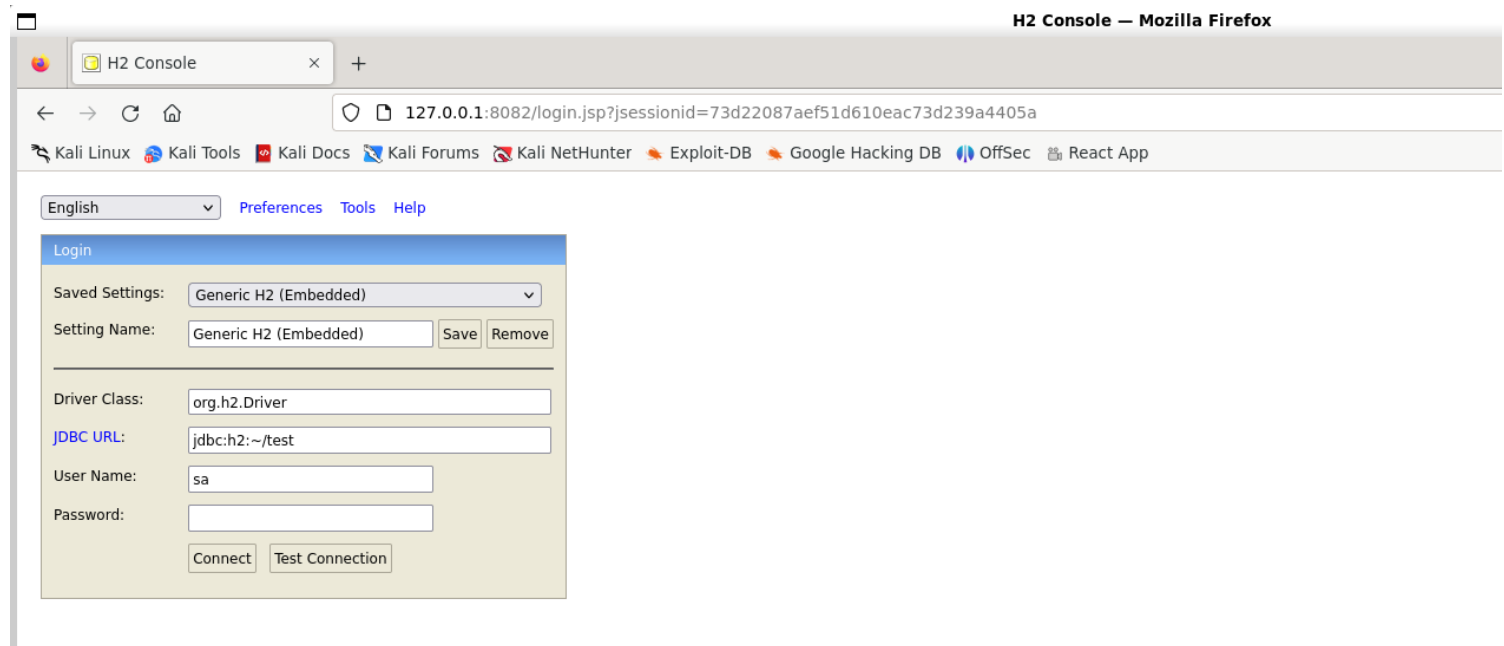 H2 Console — Mozilla Firefox
H2 Console
127.0.0.1:8082/login.jsp?jsessionid=73d22087aef51d610eac73d239a4405a
Kali Linux Kali Tools Kali Docs Kali Forums Kali NetHunter Exploit-DB Google Hacking DB OffSec React App
English Preferences Tools Help
Login
Saved Settings: Generic H2 (Embedded)
Setting Name: Generic H2 (Embedded) Save Remove
Driver Class: org.h2.Driver
JDBC URL: jdbc:h2:~/test
User Name: sa
Password:
Connect Test Connection